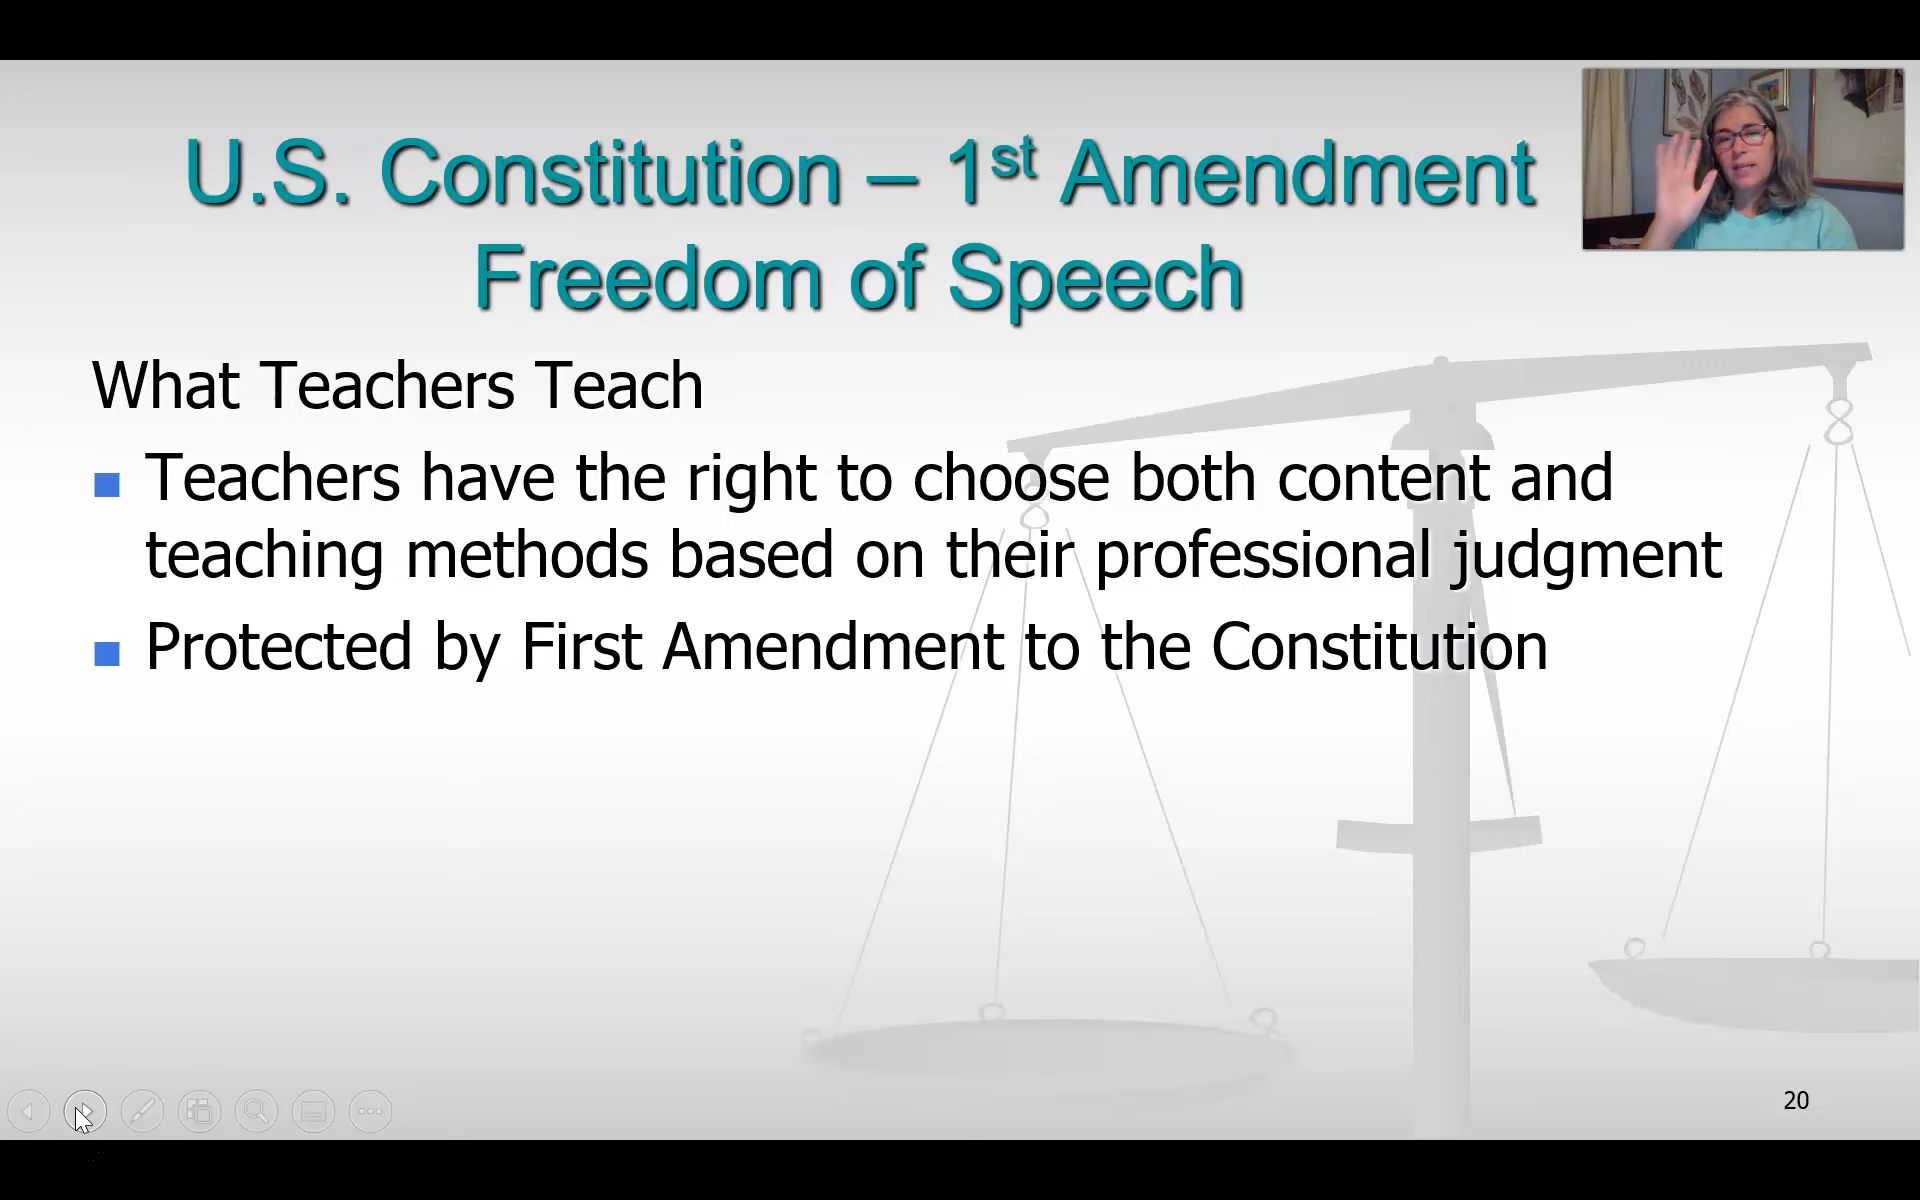 U.S. Constitution – 1st Amendment
Freedom of Speech
What Teachers Teach
Teachers have the right to choose both content and
teaching methods based on their professional judgment
Protected by First Amendment to the Constitution
20